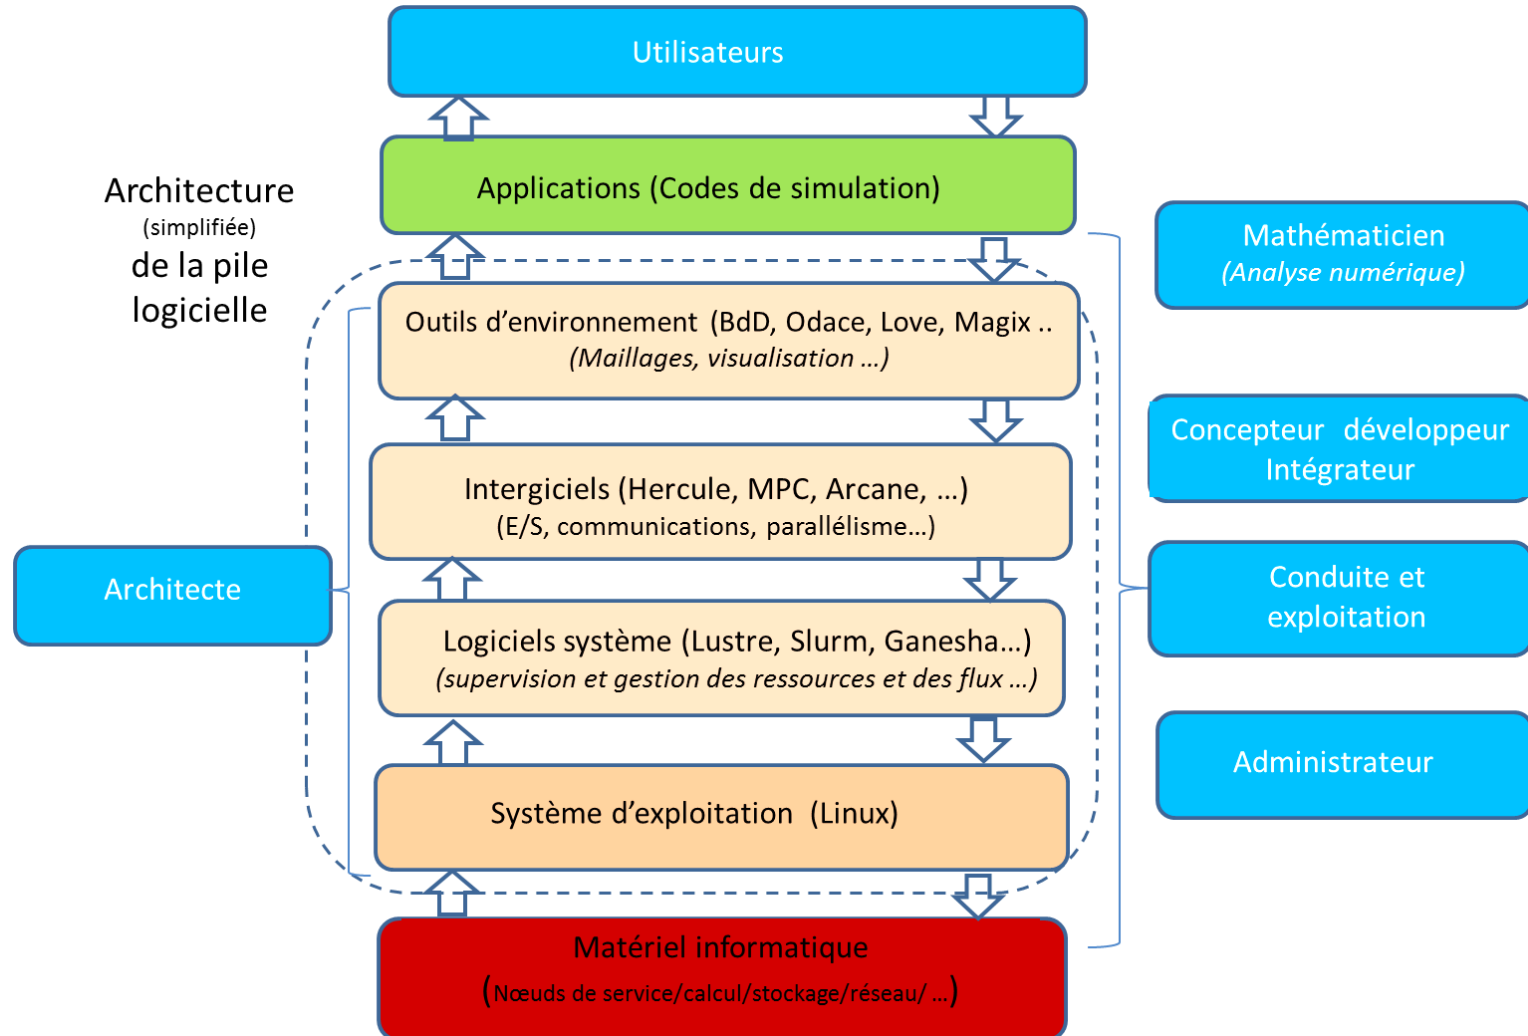 Utilisateurs
Applications (Codes de simulation)
Architecture
(simplifiée)
de la pile
logicielle
Mathématicien
(Analyse numérique)
Outils d’environnement (BdD, Odace, Love, Magix ..
(Maillages, visualisation …)
Concepteur développeur
Intégrateur
Intergiciels (Hercule, MPC, Arcane, …)
(E/S, communications, parallélisme…)
Architecte
Conduite et
exploitation
Logiciels système (Lustre, Slurm, Ganesha…)
(supervision et gestion des ressources et des flux …)
Administrateur
Système d’exploitation (Linux)
Matériel informatique
(Nœuds de service/calcul/stockage/réseau/ …)